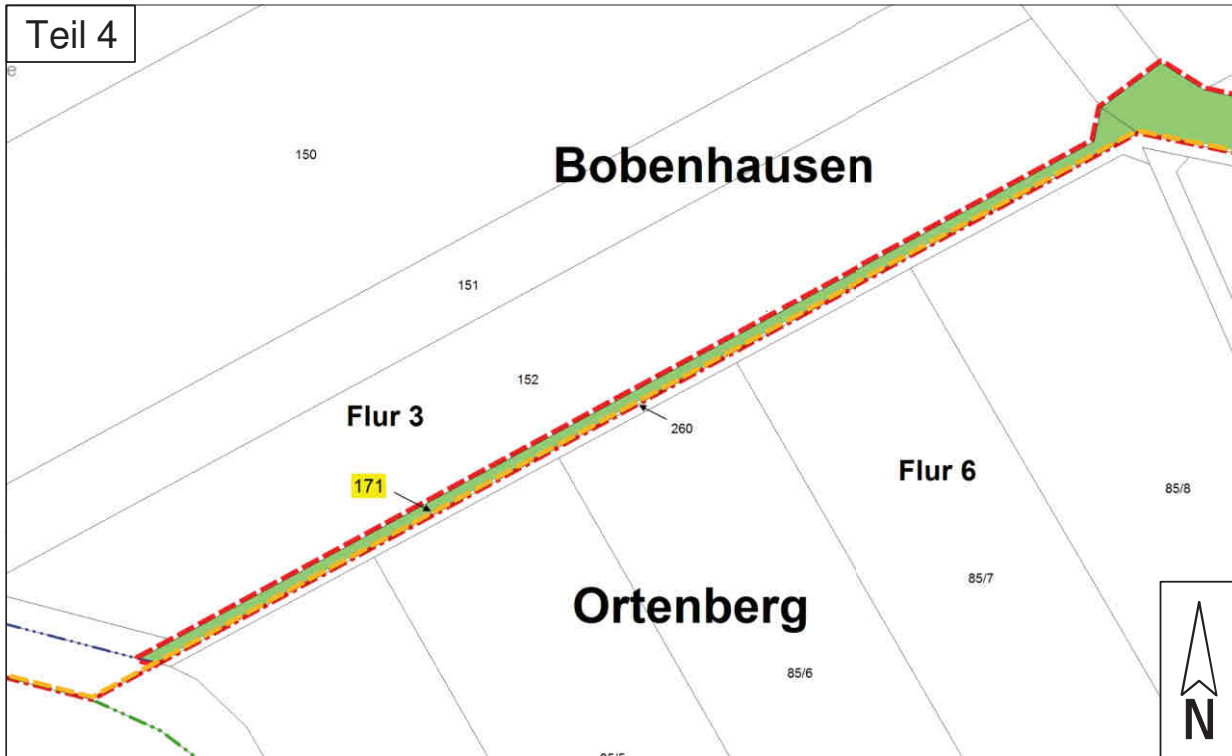 Teil 4
e
150
Bobenhausen
151
152
Flur 3
260
171
Flur 6
85/8
85/7
Ortenberg
85/6
N